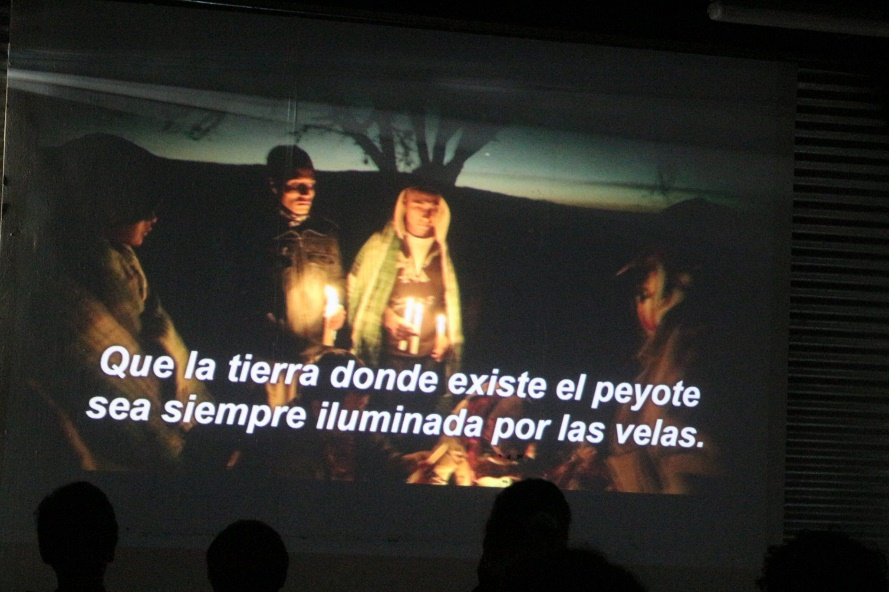 Que la tierra donde existe el peyote
sea siempre iluminada por las velas.